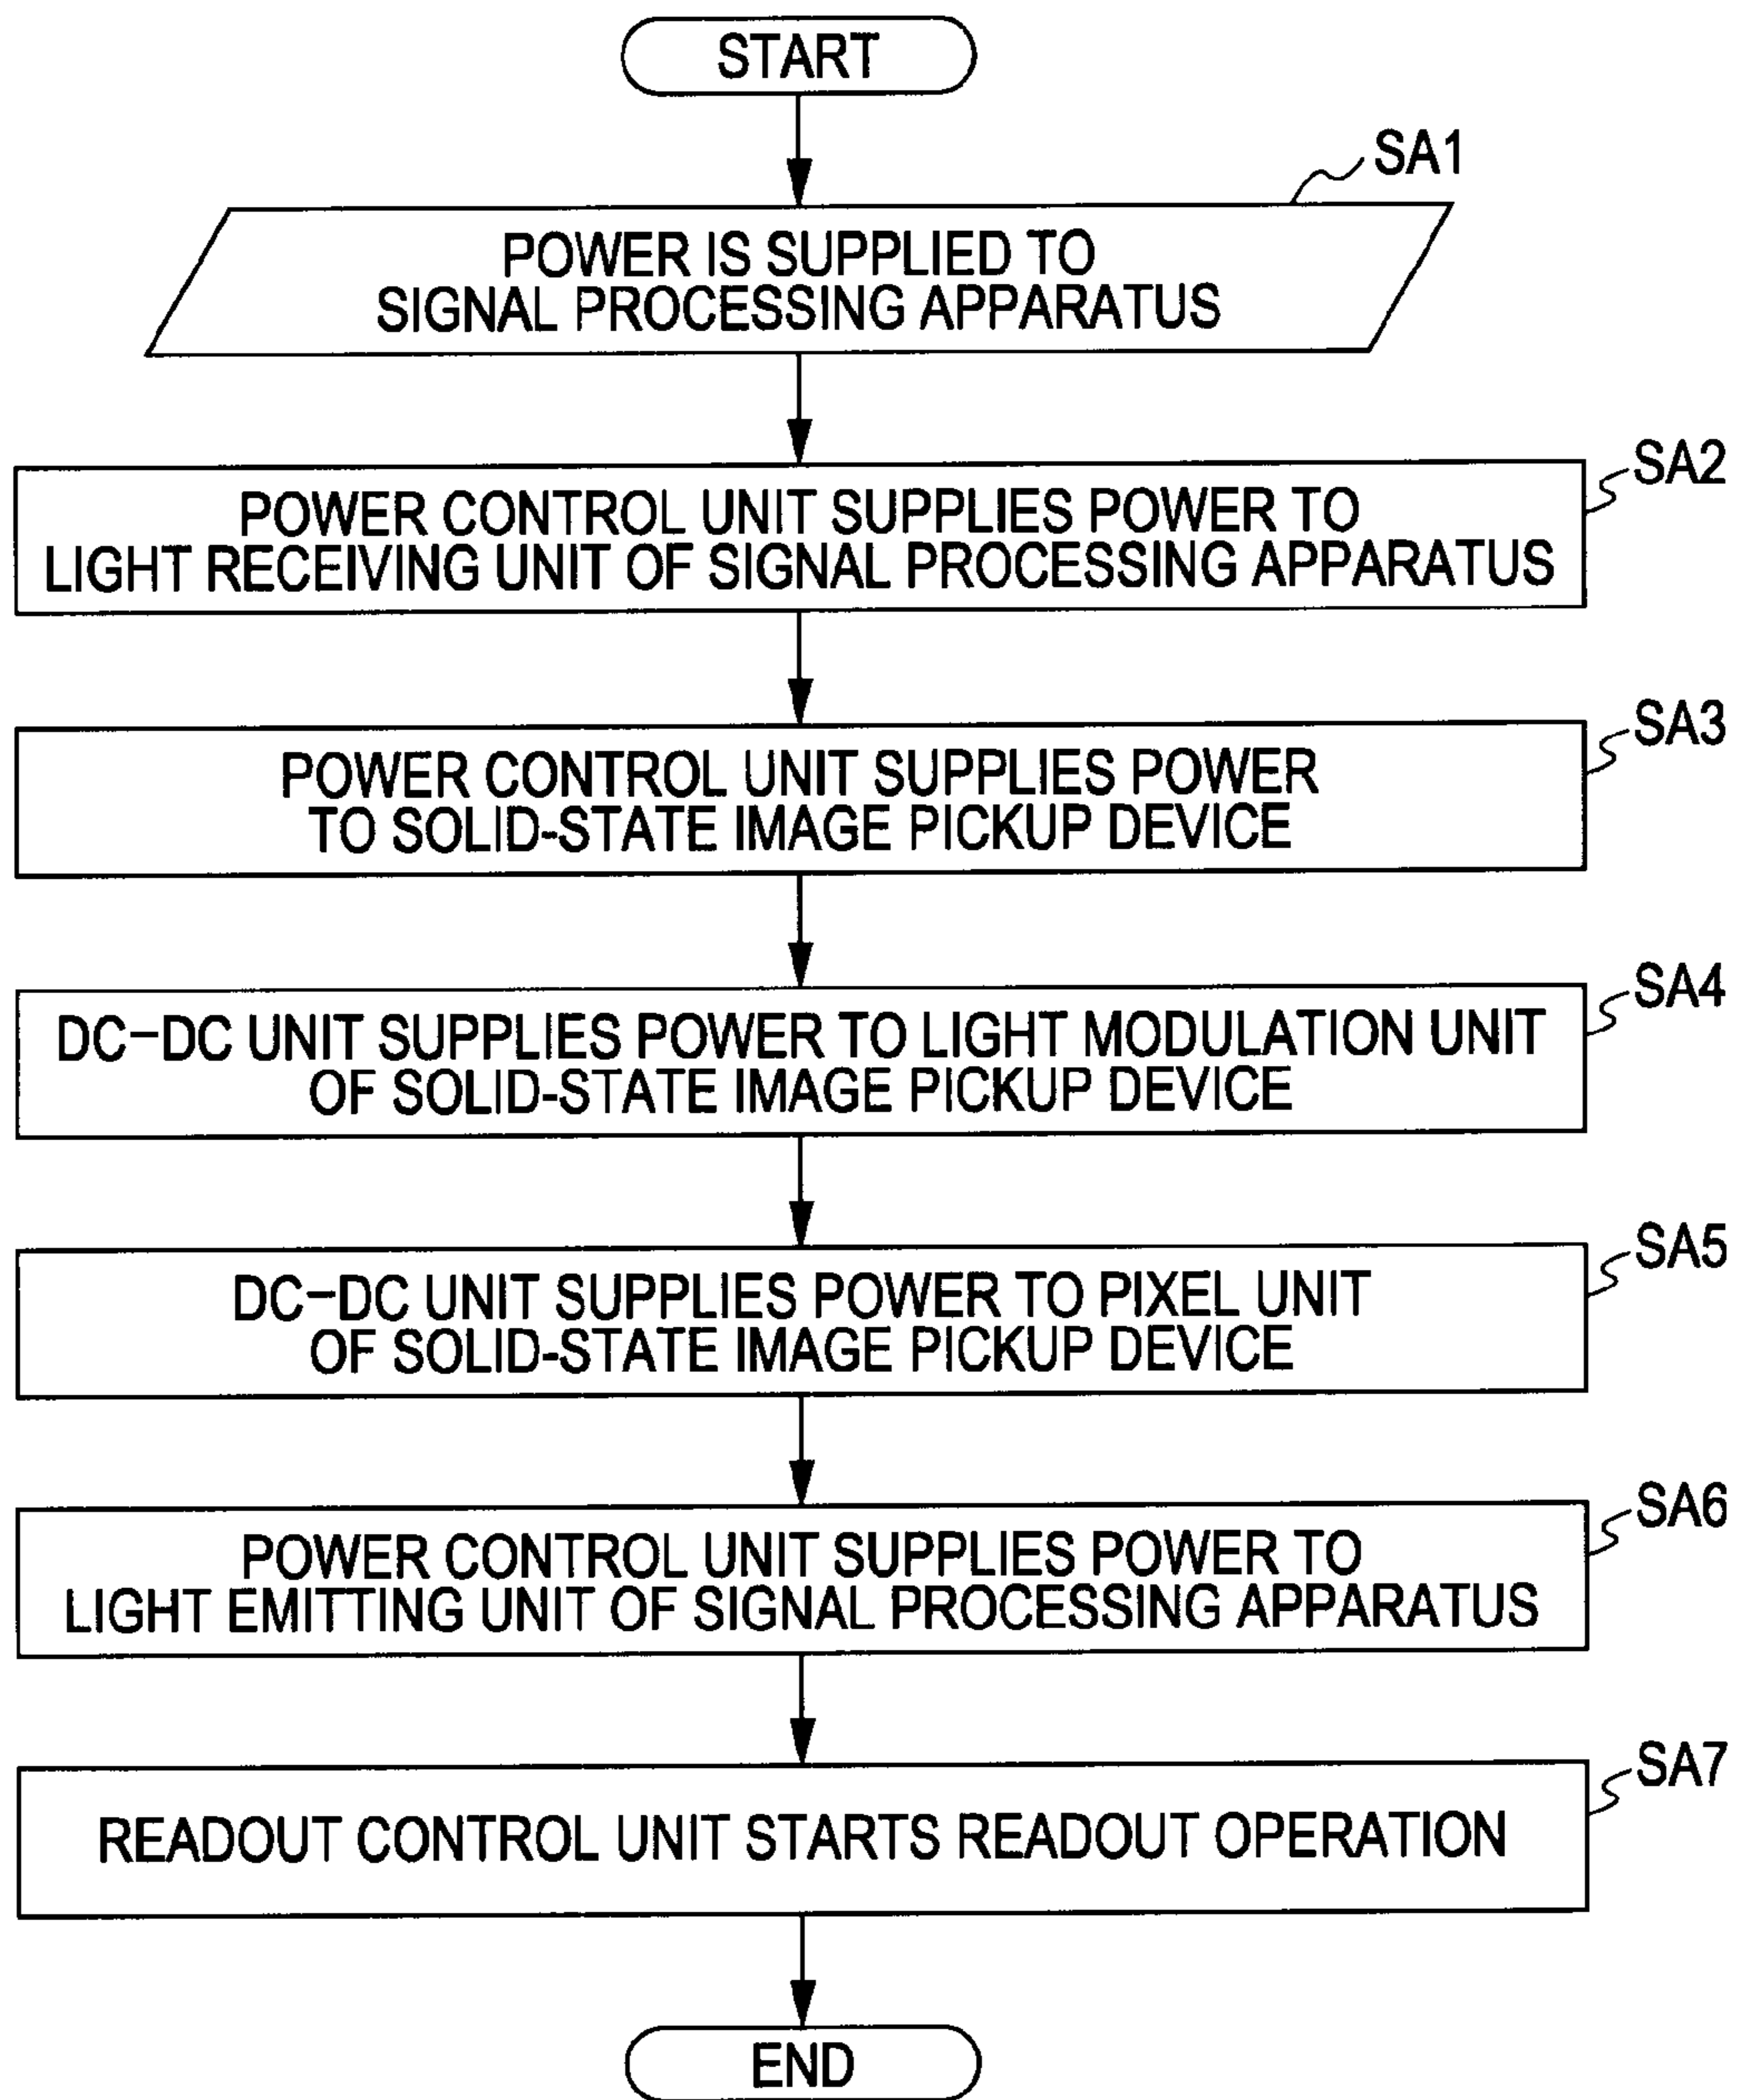 START
SA1
POWER IS SUPPLIED TO
SIGNAL PROCESSING APPARATUS
SA2
POWER CONTROL UNIT SUPPLIES POWER TO
LIGHT RECEIVING UNIT OF SIGNAL PROCESSING APPARATUS
SA3
POWER CONTROL UNIT SUPPLIES POWER
TO SOLID-STATE IMAGE PICKUP DEVICE
SA4
DC-DC UNIT SUPPLIES POWER TO LIGHT MODULATION UNIT
OF SOLID-STATE IMAGE PICKUP DEVICE
SA5
DC-DC UNIT SUPPLIES POWER TO PIXEL UNIT
OF SOLID-STATE IMAGE PICKUP DEVICE
SA6
POWER CONTROL UNIT SUPPLIES POWER TO
LIGHT EMITTING UNIT OF SIGNAL PROCESSING APPARATUS
SA7
READOUT CONTROL UNIT STARTS READOUT OPERATION
END